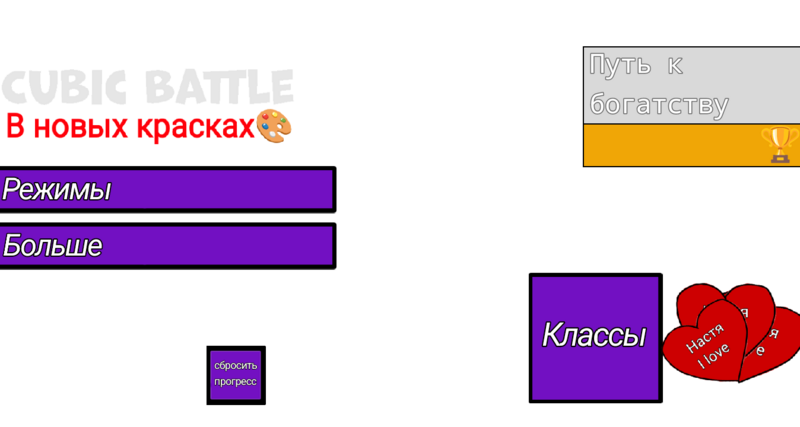 CUBIC BATTLE
В новых красках
Режимы
Больше
Путь к
богатству
Классы
Настя
I love
я
я
е
сбросить
прогресс